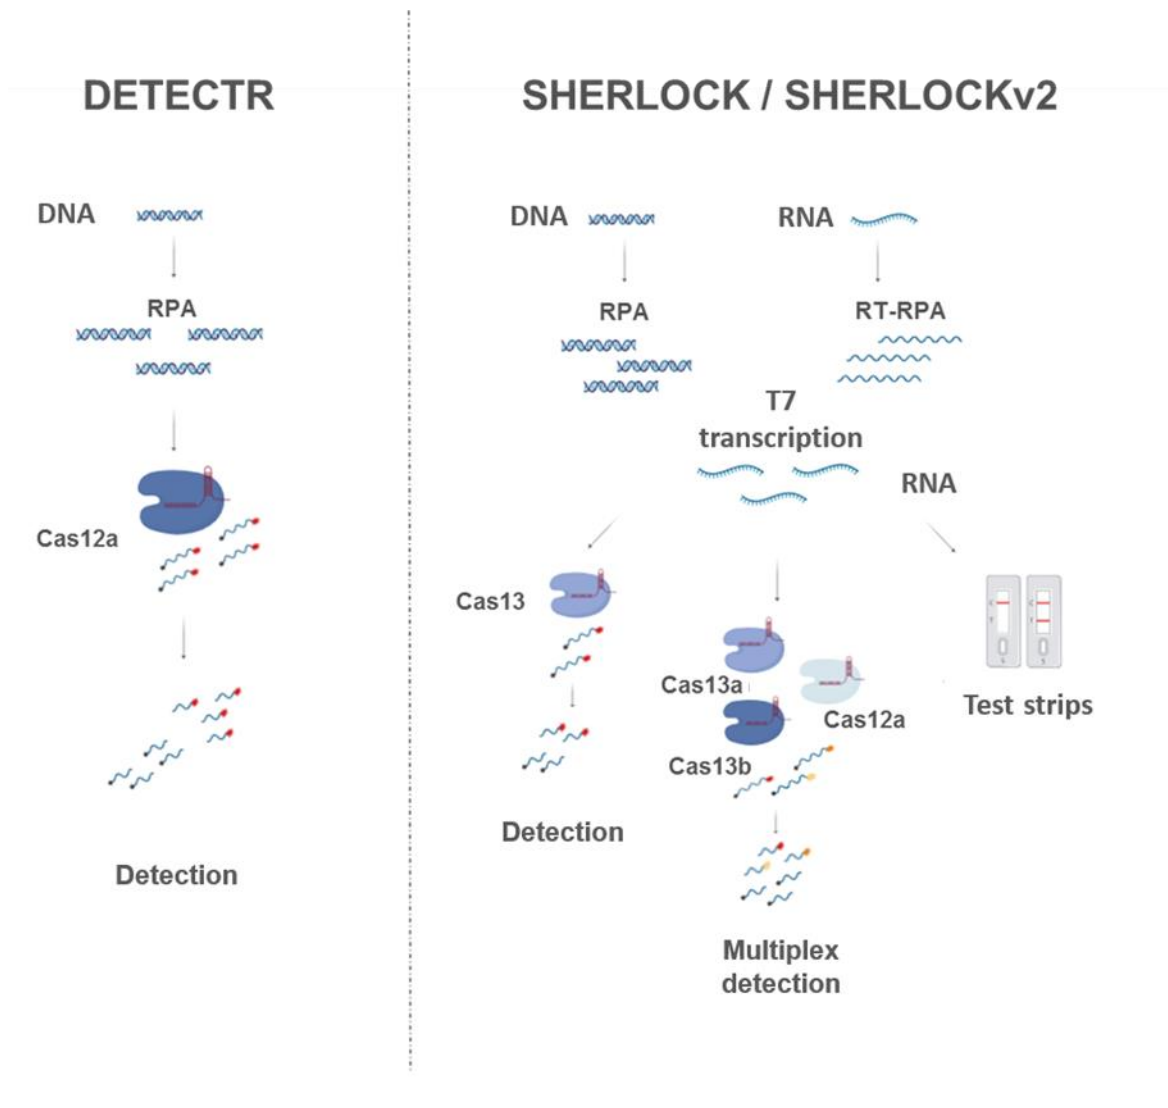 DETECTR
DNA
RPA
Cas12a
Detection
SHERLOCK / SHERLOCKv2
DNA
RNA
RPA
RT-RPA
T7
transcription
RNA
Cas13
Detection
Cas13a
Cas12a
Cas13b
Multiplex
detection
C
T
C
T
S
S
Test strips